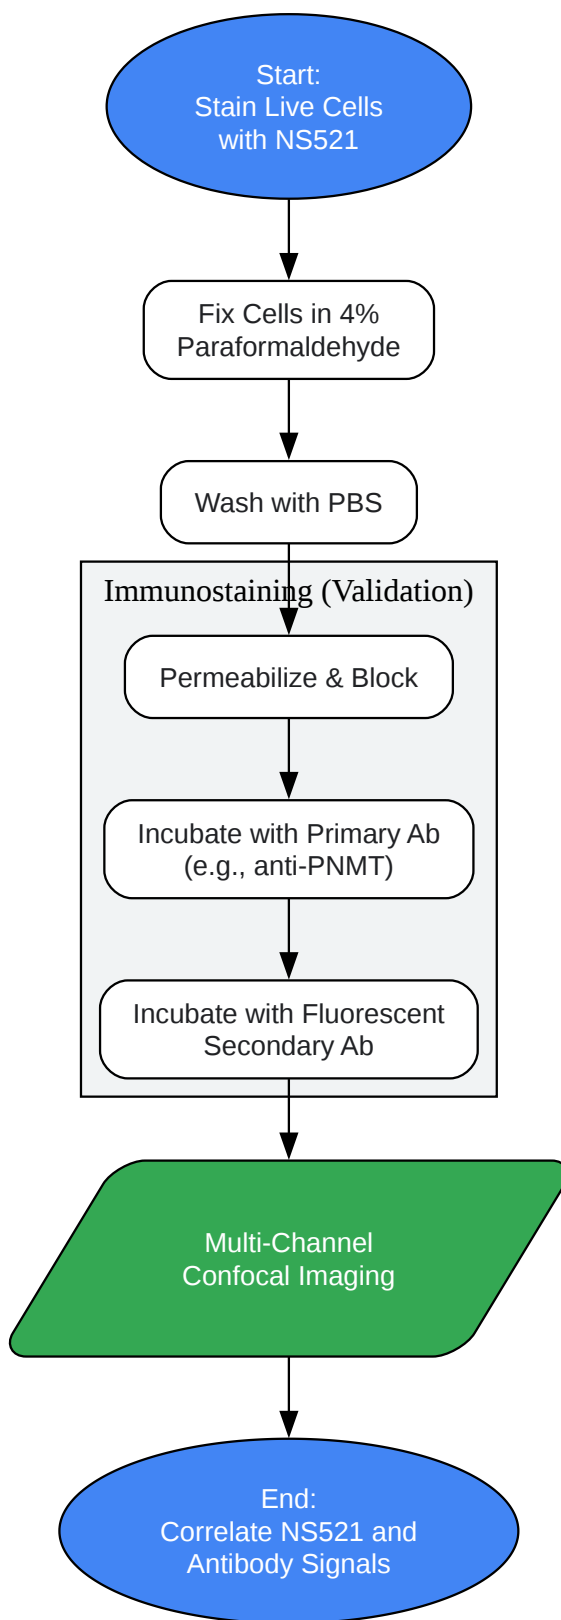 Start:
Stain Live Cells
with NS521
Fix Cells in 4%
Paraformaldehyde
Wash with PBS
Immunostaining (Validation)
Permeabilize & Block
Incubate with Primary Ab
(e.g., anti-PNMT)
Incubate with Fluorescent
Secondary Ab
Multi-Channel
Confocal Imaging
End:
Correlate NS521 and
Antibody Signals